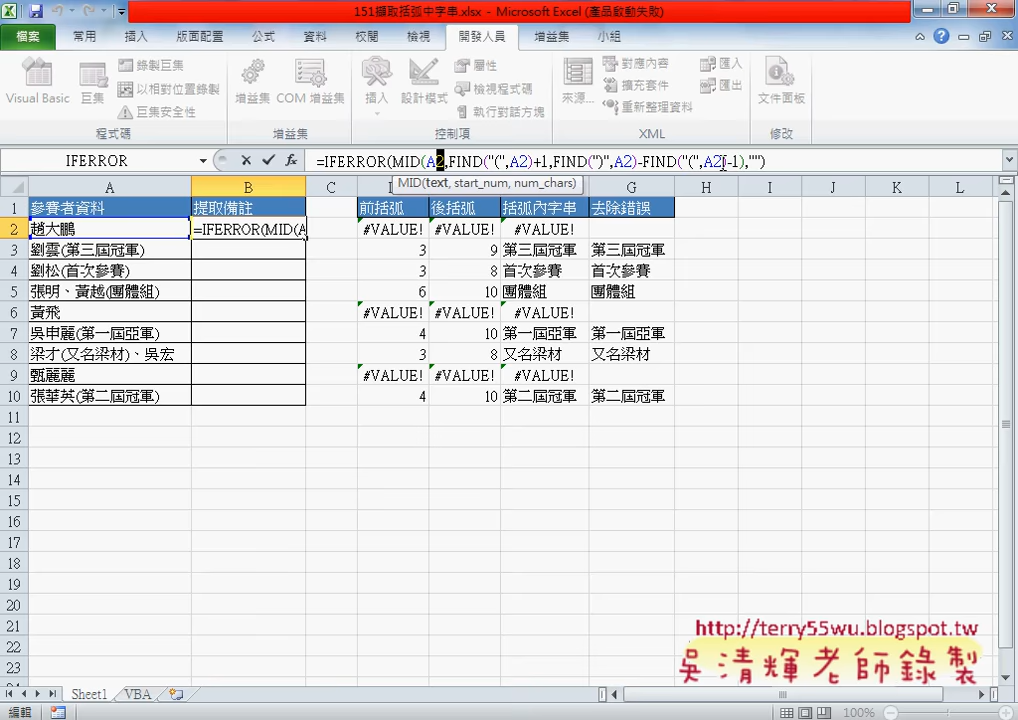 151擷取括弧中字串.xlsx - Microsoft Excel (產品啟動失敗)
檔案 常用 插入 版面配置 公式 資料 校閱 檢視 開發人員 增益集 小組
Visual Basic 巨集 錄製巨集 以相對位置錄製 巨集安全性 程式碼
增益集 COM 增益集 增益集
插入 設計模式 屬性 檢視程式碼 執行對話方塊 控制項
來源... 對應內容 擴充套件 重新整理資料 匯入 匯出 XML
文件面板 修改
IFERROR =IFERROR(MID(A2,FIND("(",A2)+1,FIND(")",A2)-FIND("(",A2)-1),"")
MID(text, start_num, num_chars)
A B C D F G H I J K L
1 參賽者資料 提取備註 前括弧 後括弧 括弧內字串 去除錯誤
2 趙大鵬 =IFERROR(MID(A #VALUE! #VALUE! #VALUE!
3 劉雲(第三屆冠軍) 3 9 第三屆冠軍 第三屆冠軍
4 劉松(首次參賽) 3 8 首次參賽 首次參賽
5 張明、黃越(團體組) 6 10 團體組 團體組
6 黃飛 #VALUE! #VALUE! #VALUE!
7 吳申麗(第一屆亞軍) 4 10 第一屆亞軍 第一屆亞軍
8 梁才(又名梁材)、吳宏 3 8 又名梁材 又名梁材
9 甄麗麗 #VALUE! #VALUE! #VALUE!
10 張華英(第二屆冠軍) 4 10 第二屆冠軍 第二屆冠軍
11
12
13
14
15
16
17
18
19
20
21
22
23
http://terry55wu.blogspot.tw
吳清輝老師錄製
Sheet1 VBA
編輯 100%